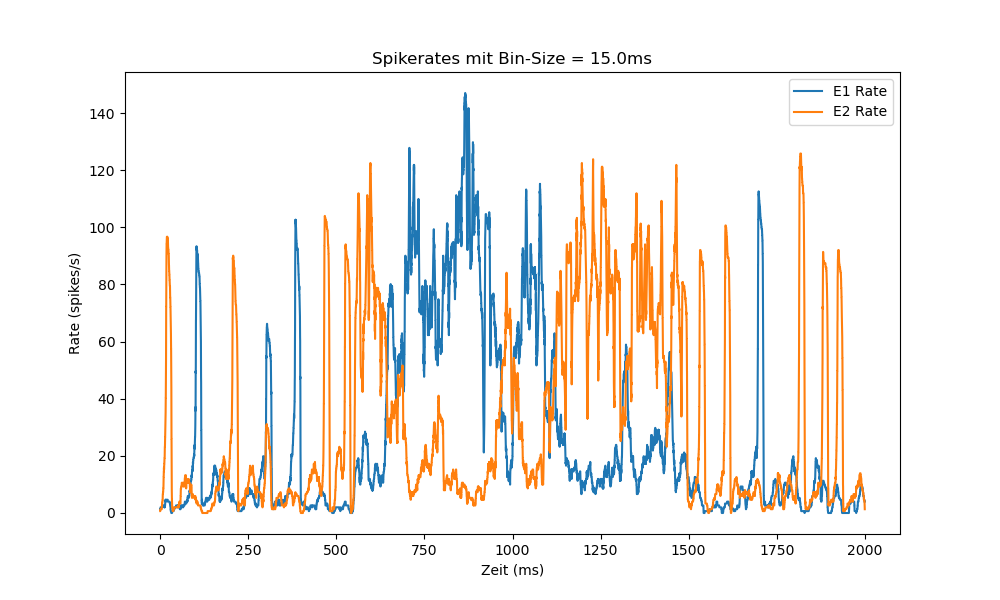 Spikerates mit Bin-Size = 15.0ms
E1 Rate
E2 Rate
Rate (spikes/s)
140
120
100
80
60
40
20
0
0 250 500 750 1000 1250 1500 1750 2000
Zeit (ms)